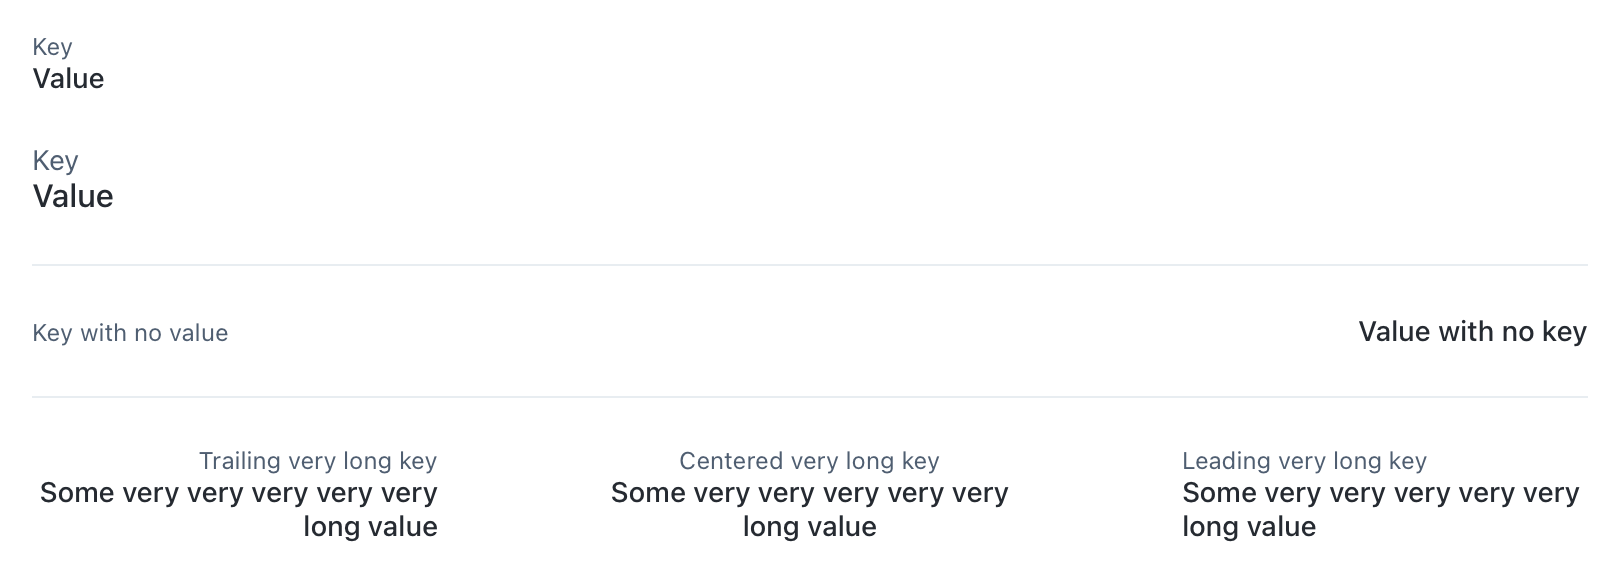 Key
Value
Key
Value
Key with no value
Value with no key
Trailing very long key
Some very very very very very
long value
Centered very long key
Some very very very very very
long value
Leading very long key
Some very very very very very
long value